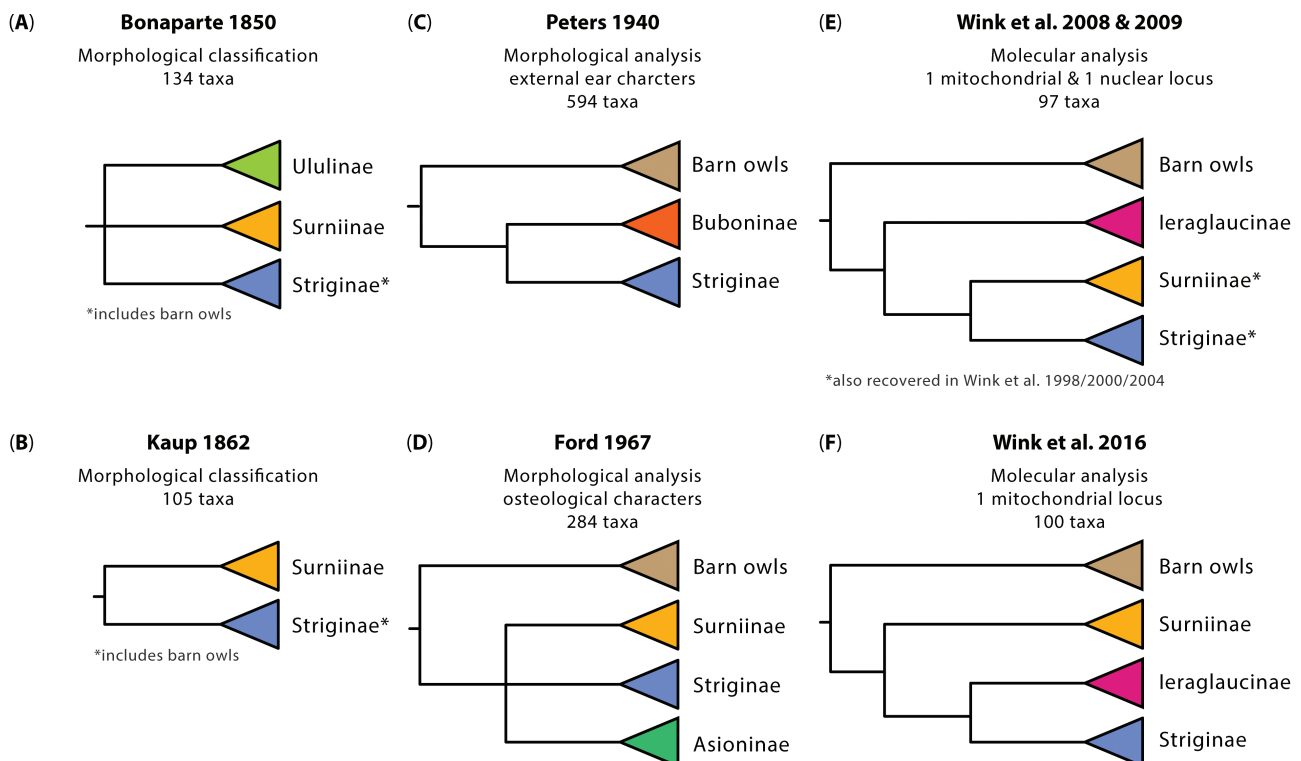 (A) Bonaparte 1850
Morphological classification
134 taxa
Ululinae
Surniinae
Striginae*
*includes barn owls
(B) Kaup 1862
Morphological classification
105 taxa
Surniinae
Striginae*
*includes barn owls
(C) Peters 1940
Morphological analysis
external ear charcters
594 taxa
Barn owls
Buboninae
Striginae
(D) Ford 1967
Morphological analysis
osteological characters
284 taxa
Barn owls
Surniinae
Striginae
Asioninae
(E) Wink et al. 2008 & 2009
Molecular analysis
1 mitochondrial & 1 nuclear locus
97 taxa
Barn owls
Ieraglaucinae
Surniinae*
Striginae*
*also recovered in Wink et al. 1998/2000/2004
(F) Wink et al. 2016
Molecular analysis
1 mitochondrial locus
100 taxa
Barn owls
Surniinae
Ieraglaucinae
Striginae